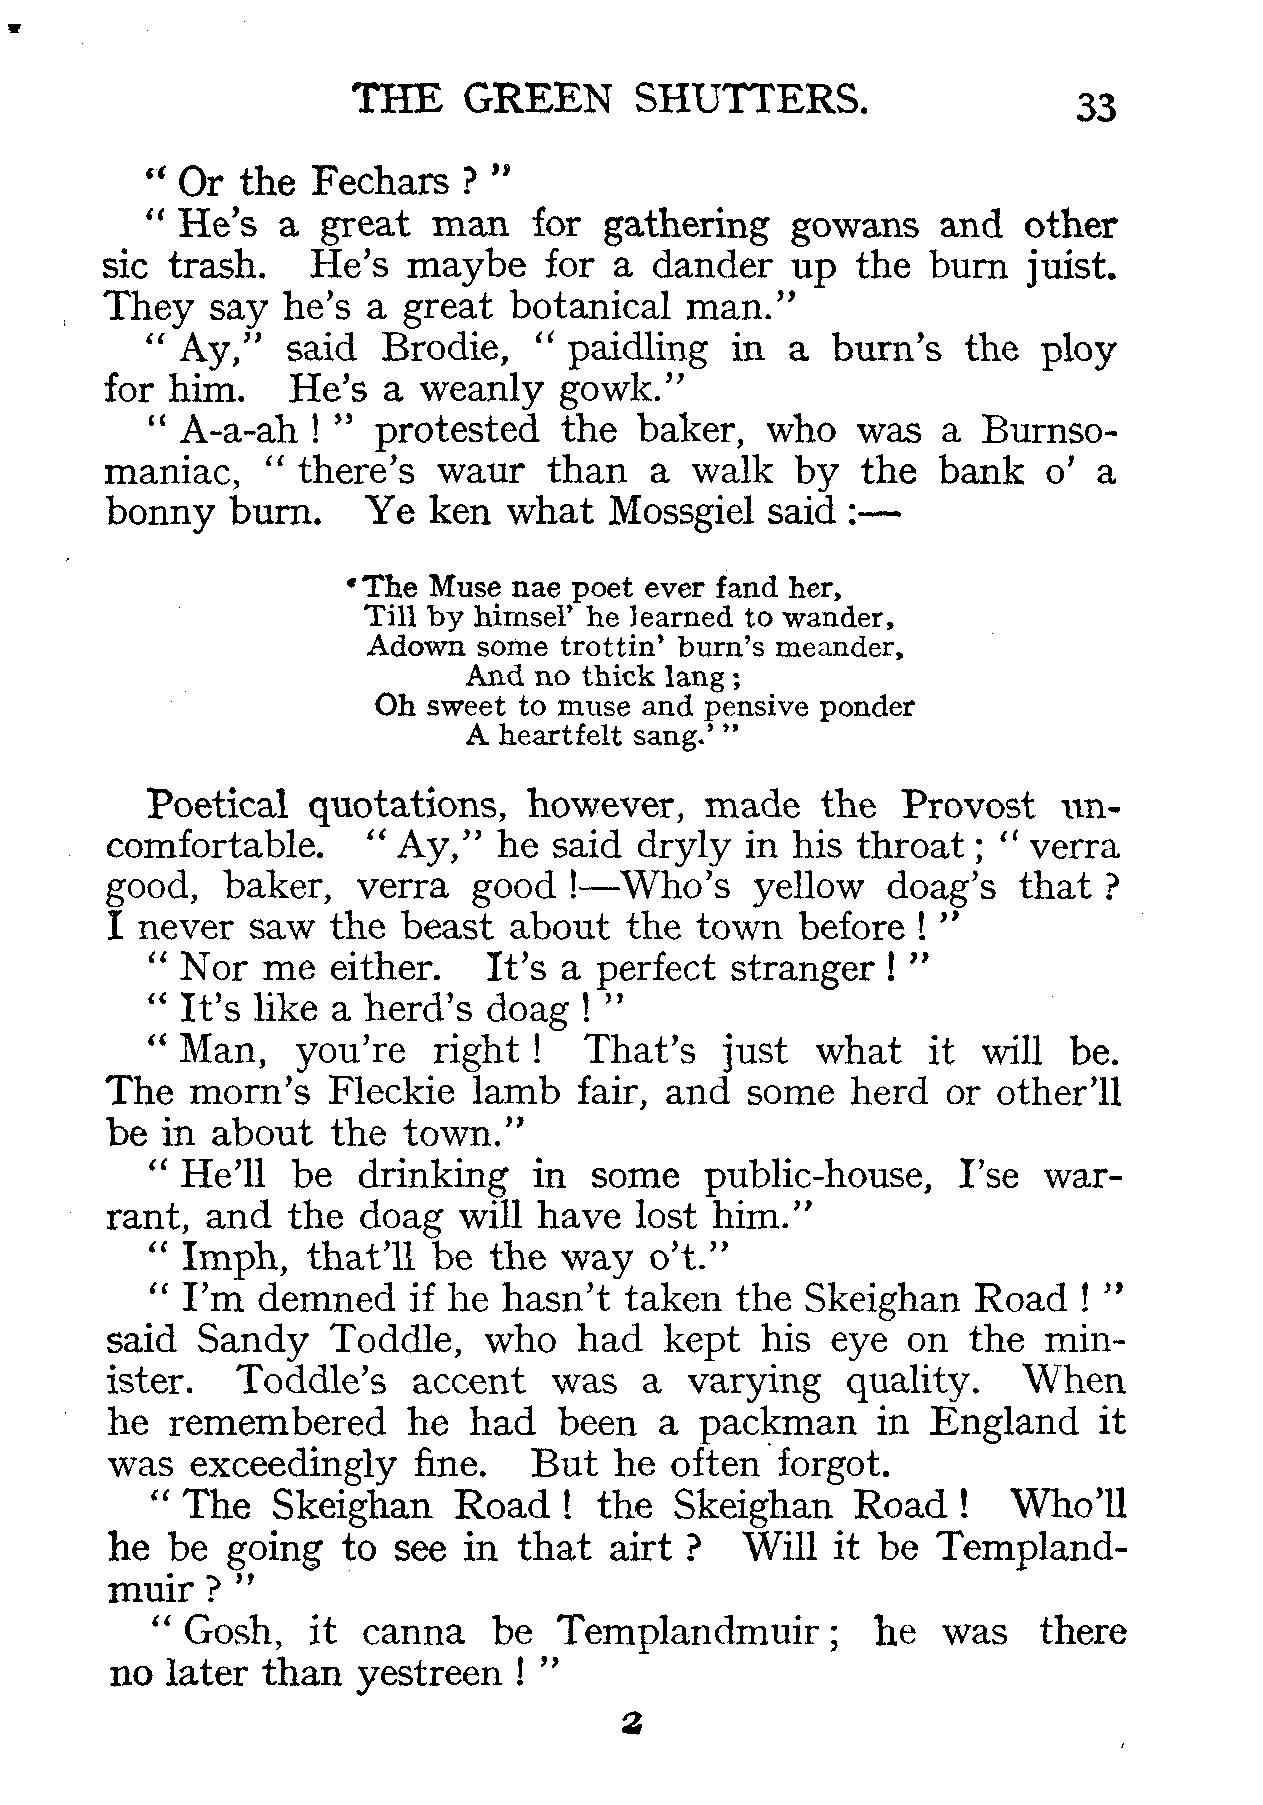 THE GREEN SHUTTERS. 33
“ Or the Fechars ? ”
“ He’s a great man for gathering gowans and other
sic trash. He’s maybe for a dander up the burn juist.
They say he’s a great botanical man.”
“ Ay,” said Brodie, “ paidling in a burn’s the ploy
for him. He’s a weanly gowk.”
“ A-a-ah ! ” protested the baker, who was a Burnso-
maniac, “ there’s waur than a walk by the bank o’ a
bonny burn. Ye ken what Mossgiel said :—
‘ The Muse nae poet ever fand her,
Till by himsel’ he learned to wander,
Adown some trottin’ burn’s meander,
And no thick lang ;
Oh sweet to muse and pensive ponder
A heartfelt sang.’ ”
Poetical quotations, however, made the Provost un-
comfortable. “ Ay,” he said dryly in his throat ; “ verra
good, baker, verra good !—Who’s yellow doag’s that ?
I never saw the beast about the town before ! ”
“ Nor me either. It’s a perfect stranger ! ”
“ It’s like a herd’s doag ! ”
“ Man, you’re right ! That’s just what it will be.
The morn’s Fleckie lamb fair, and some herd or other’ll
be in about the town.”
“ He’ll be drinking in some public-house, I’se war-
rant, and the doag will have lost him.”
“ Imph, that’ll be the way o’t.”
“ I’m demned if he hasn’t taken the Skeighan Road ! ”
said Sandy Toddle, who had kept his eye on the min-
ister. Toddle’s accent was a varying quality. When
he remembered he had been a packman in England it
was exceedingly fine. But he often forgot.
“ The Skeighan Road ! the Skeighan Road ! Who’ll
he be going to see in that airt ? Will it be Templand-
muir ? ”
“ Gosh, it canna be Templandmuir ; he was there
no later than yestreen ! ”
2